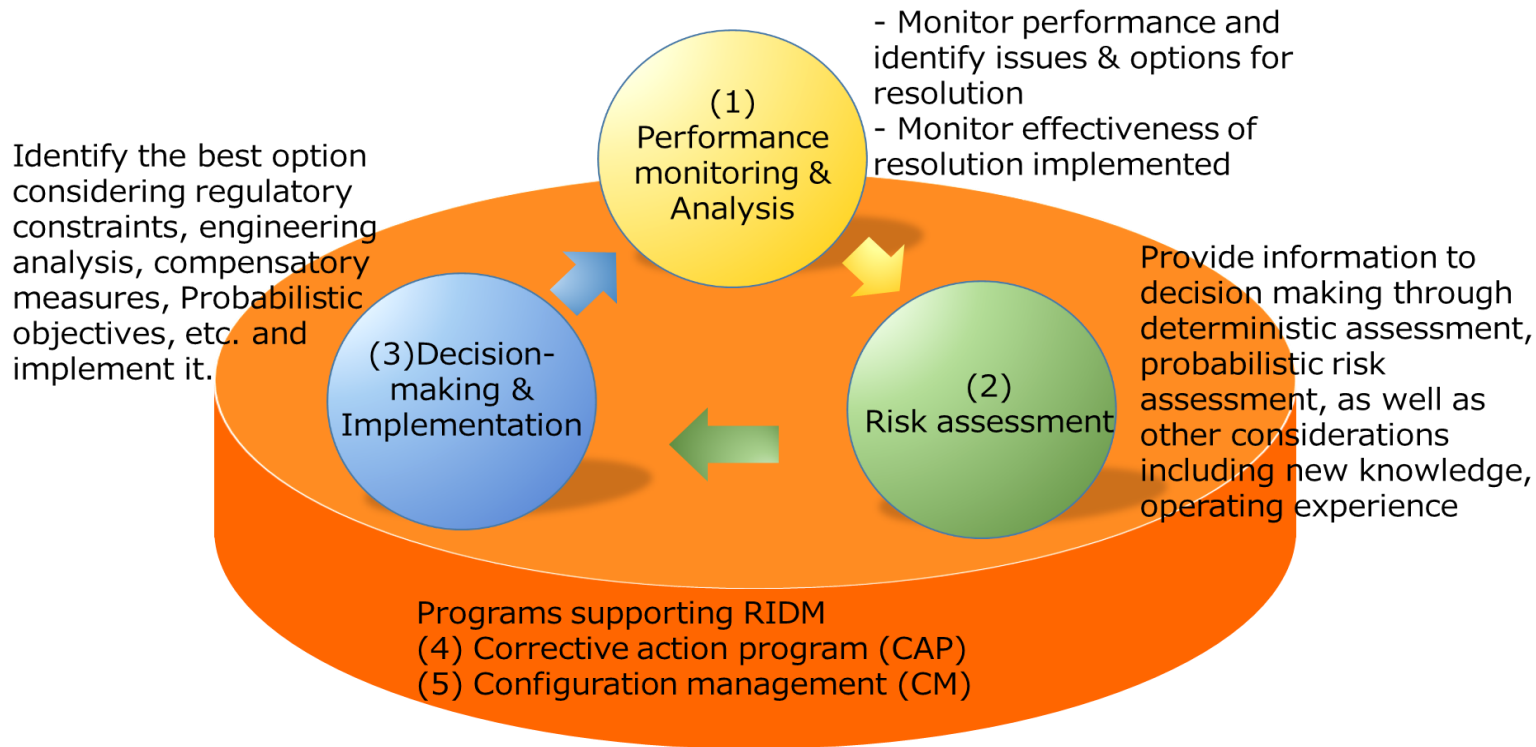 (1)
Performance
monitoring &
Analysis
- Monitor performance and
identify issues & options for
resolution
- Monitor effectiveness of
resolution implemented
(2)
Risk assessment
Provide information to
decision making through
deterministic assessment,
probabilistic risk
assessment, as well as
other considerations
including new knowledge,
operating experience
(3)Decision-
making &
Implementation
Identify the best option
considering regulatory
constraints, engineering
analysis, compensatory
measures, Probabilistic
objectives, etc. and
implement it.
Programs supporting RIDM
(4) Corrective action program (CAP)
(5) Configuration management (CM)